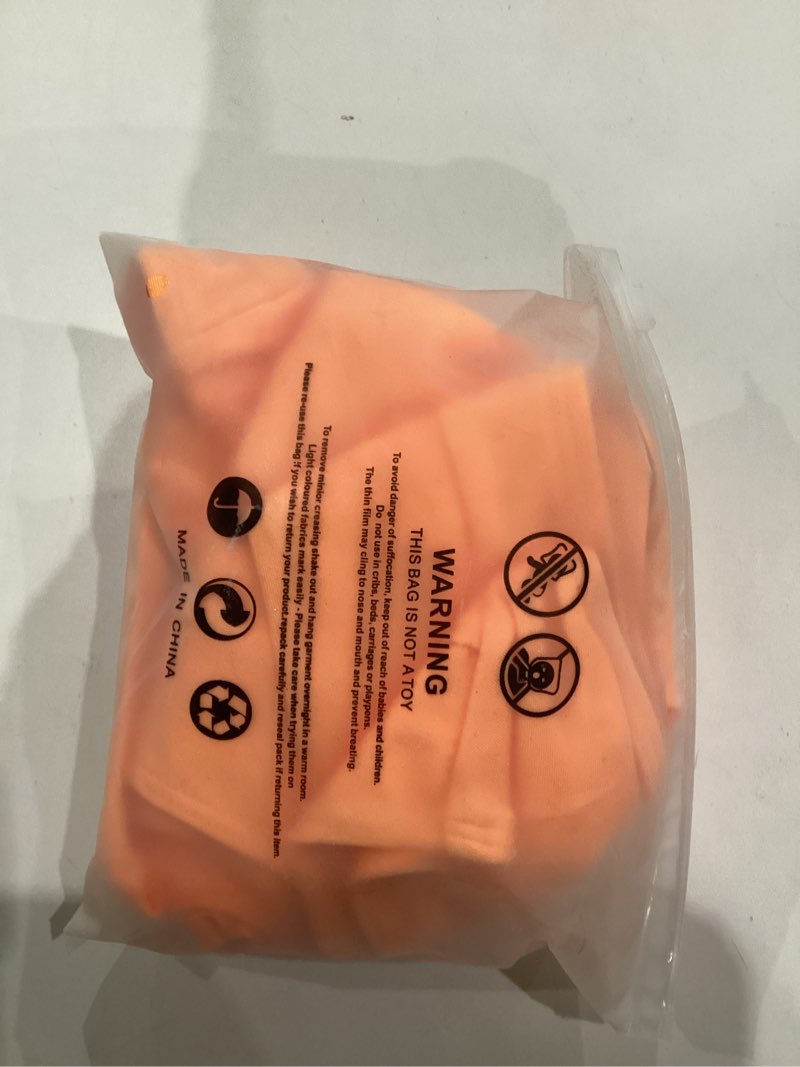 WARNING
THIS BAG IS NOT A TOY
To avoid danger of suffocation, keep out of reach of babies and children.
Do not use in cribs, beds, carriages or playpens.
The thin film may cling to nose and mouth and prevent breating.
To remove minior creasing shake out and hang garment overnight in a warm room.
Light coloured fabrics mark easily - Please take care when trying them on
Please re-use this bag:If you wish to return your product.repack carefully and reseal pack if returning this item.
MADE IN CHINA